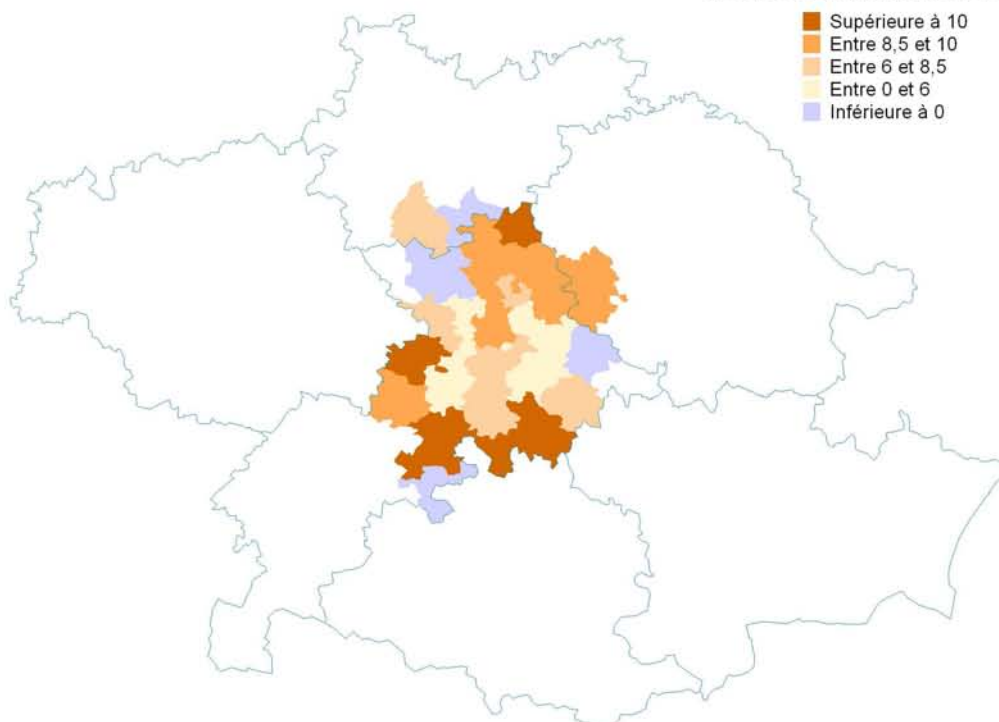 Supérieure à 10
Entre 8,5 et 10
Entre 6 et 8,5
Entre 0 et 6
Inférieure à 0